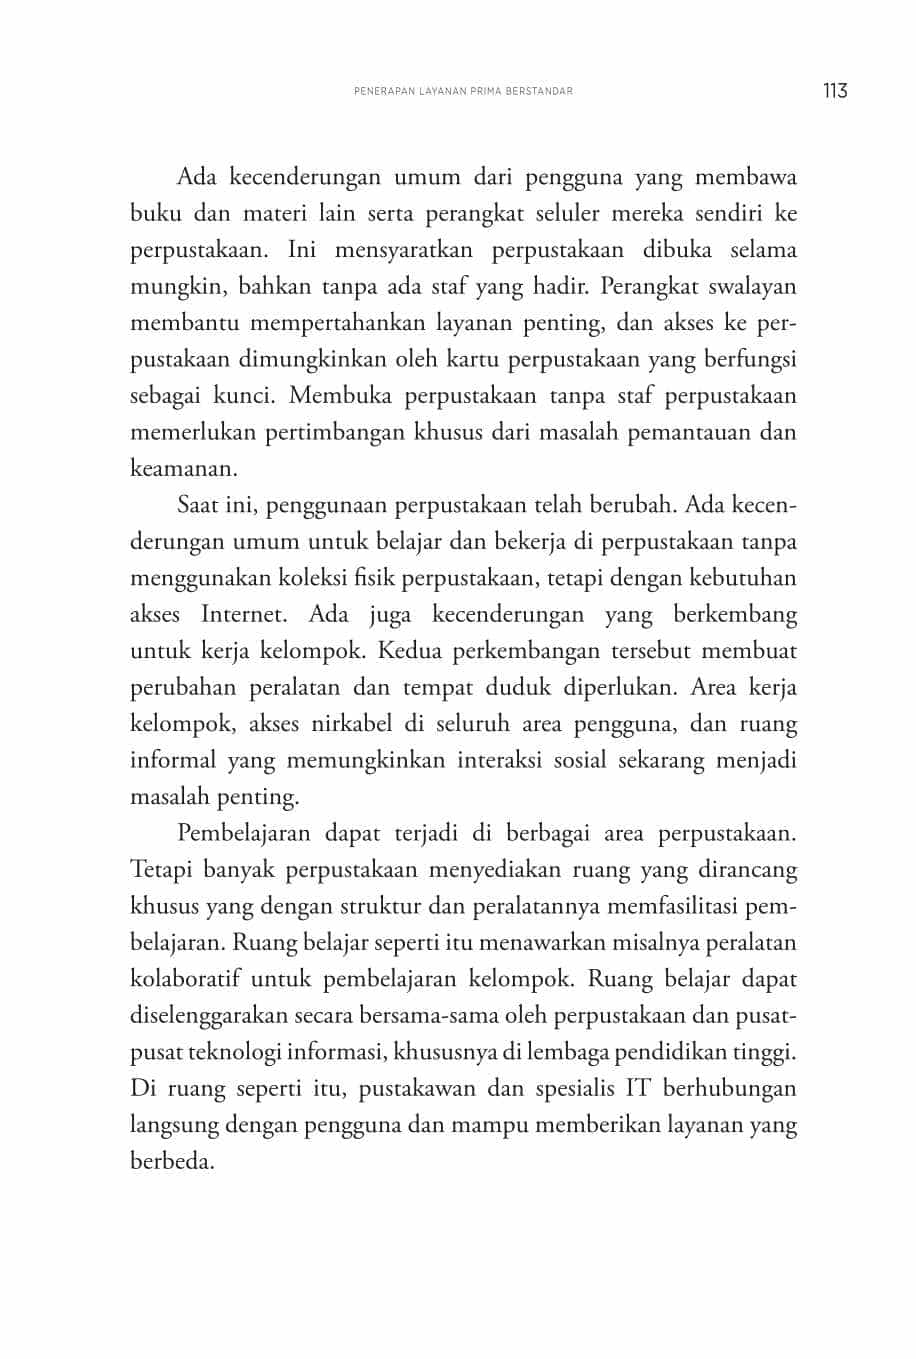 PENERAPAN LAYANAN PRIMA BERSTANDAR 113
Ada kecenderungan umum dari pengguna yang membawa
buku dan materi lain serta perangkat seluler mereka sendiri ke
perpustakaan. Ini mensyaratkan perpustakaan dibuka selama
mungkin, bahkan tanpa ada staf yang hadir. Perangkat swalayan
membantu mempertahankan layanan penting, dan akses ke per-
pustakaan dimungkinkan oleh kartu perpustakaan yang berfungsi
sebagai kunci. Membuka perpustakaan tanpa staf perpustakaan
memerlukan pertimbangan khusus dari masalah pemantauan dan
keamanan.
Saat ini, penggunaan perpustakaan telah berubah. Ada kecen-
derungan umum untuk belajar dan bekerja di perpustakaan tanpa
menggunakan koleksi fisik perpustakaan, tetapi dengan kebutuhan
akses Internet. Ada juga kecenderungan yang berkembang
untuk kerja kelompok. Kedua perkembangan tersebut membuat
perubahan peralatan dan tempat duduk diperlukan. Area kerja
kelompok, akses nirkabel di seluruh area pengguna, dan ruang
informal yang memungkinkan interaksi sosial sekarang menjadi
masalah penting.
Pembelajaran dapat terjadi di berbagai area perpustakaan.
Tetapi banyak perpustakaan menyediakan ruang yang dirancang
khusus yang dengan struktur dan peralatannya memfasilitasi pem-
belajaran. Ruang belajar seperti itu menawarkan misalnya peralatan
kolaboratif untuk pembelajaran kelompok. Ruang belajar dapat
diselenggarakan secara bersama-sama oleh perpustakaan dan pusat-
pusat teknologi informasi, khususnya di lembaga pendidikan tinggi.
Di ruang seperti itu, pustakawan dan spesialis IT berhubungan
langsung dengan pengguna dan mampu memberikan layanan yang
berbeda.